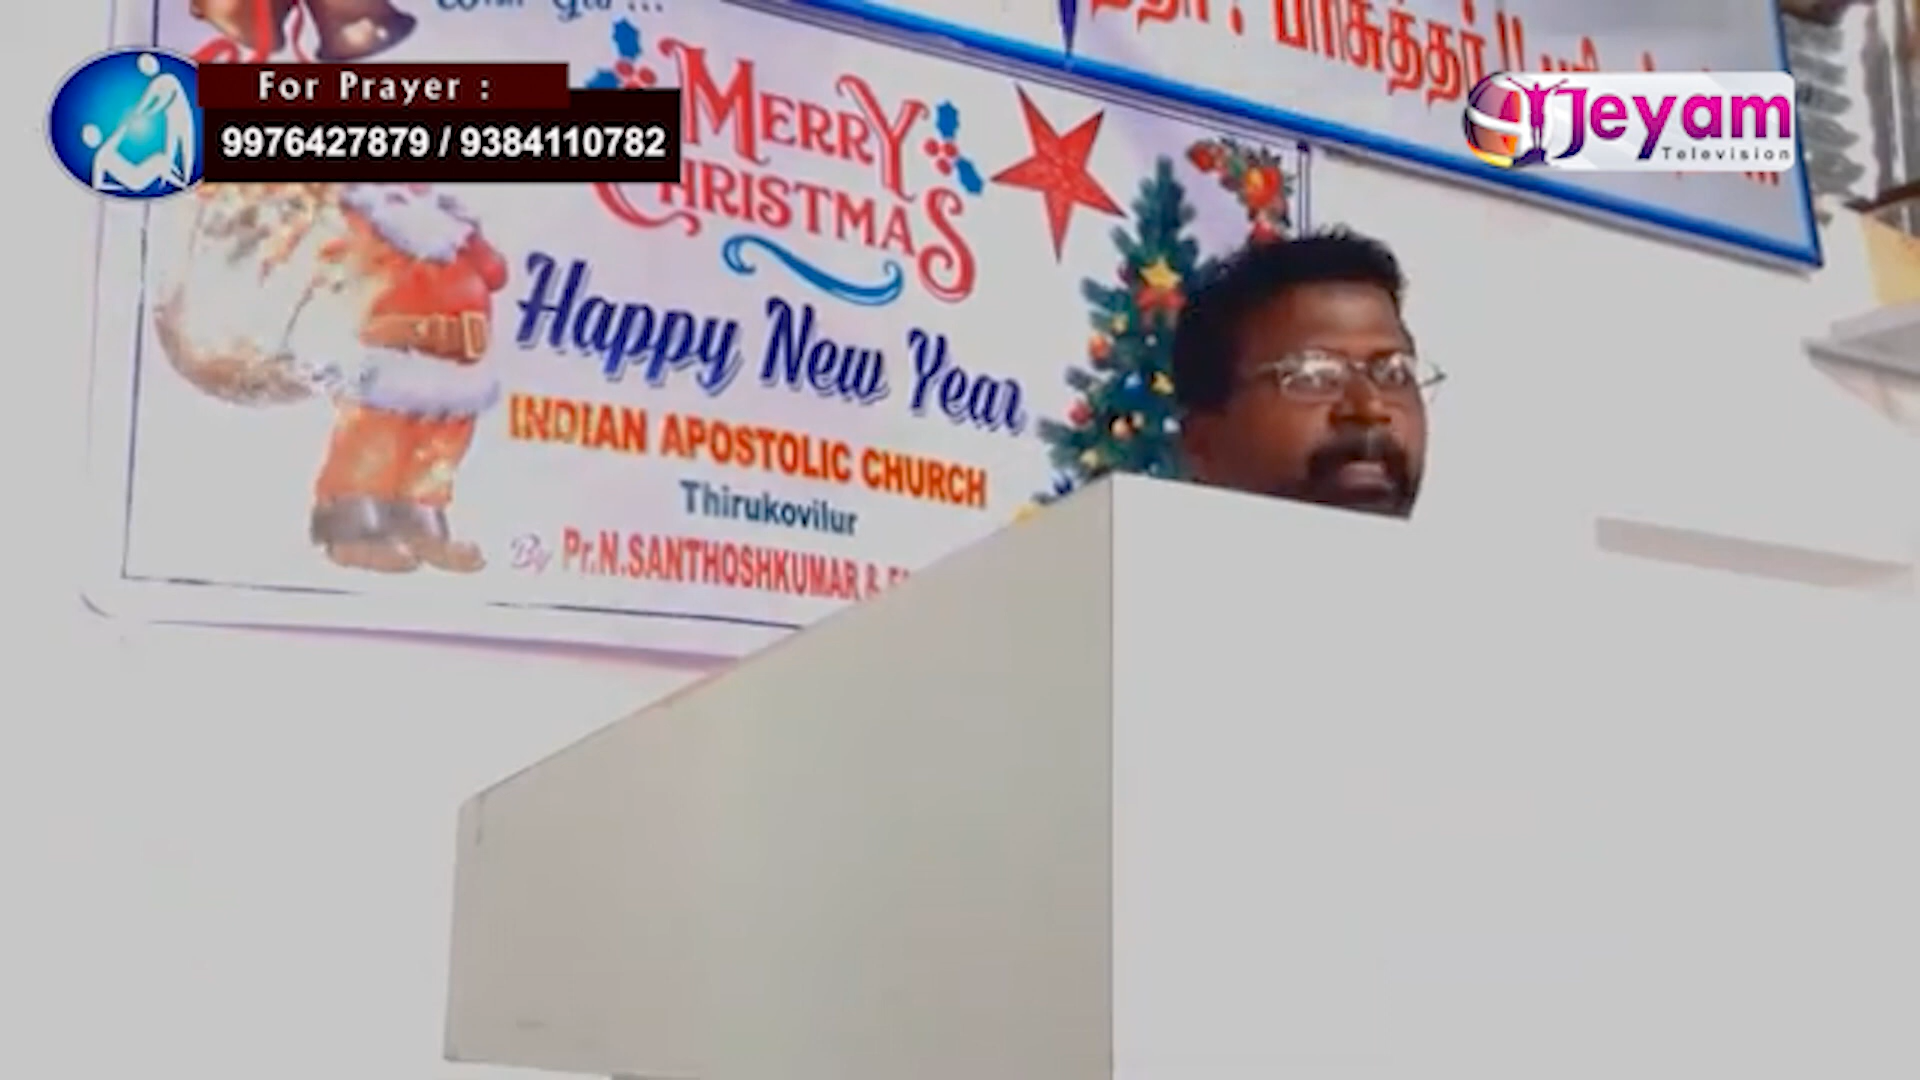 For Prayer :
9976427879 / 9384110782
Jeyam
Television
பரிசுத்தர் !!
MERRY
CHRISTMAS
Happy New Year
INDIAN APOSTOLIC CHURCH
Thirukovilur
By Pr.N.SANTHOSHKUMAR &